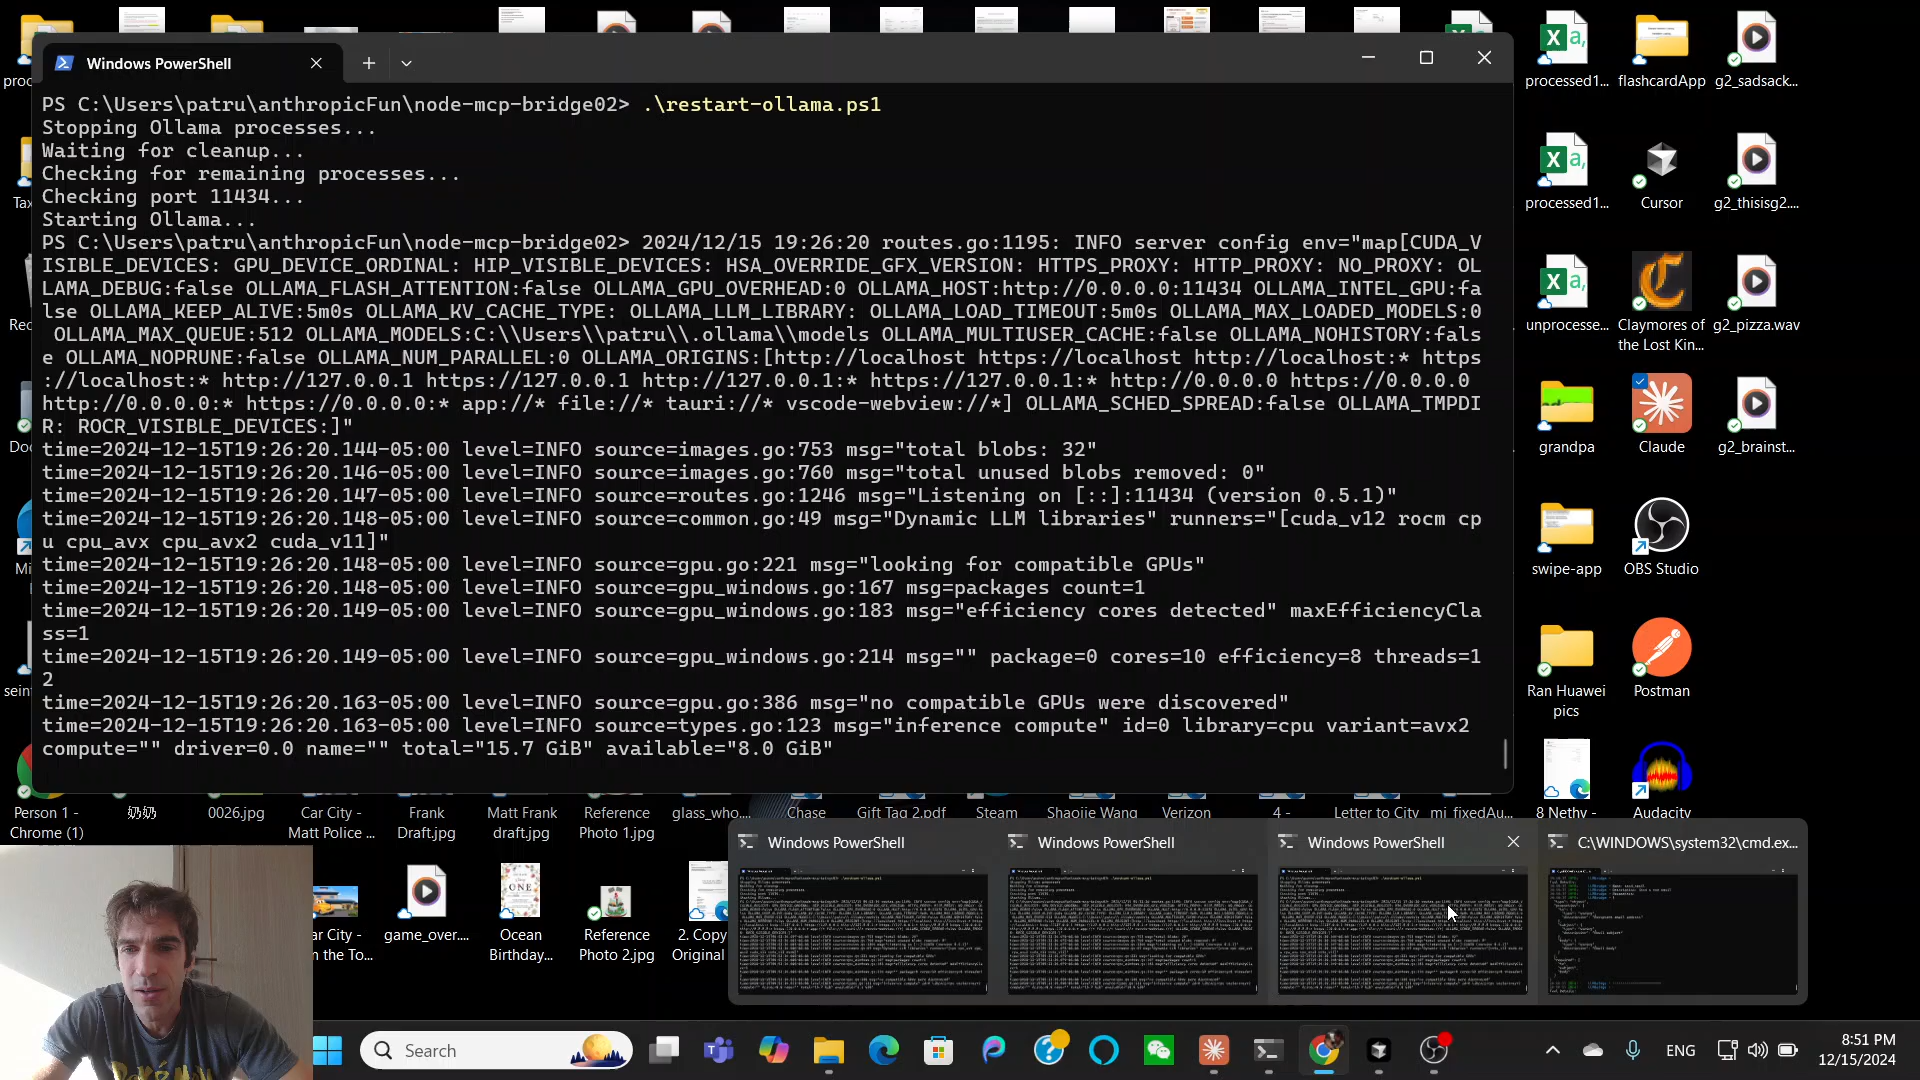 Windows PowerShell
PS C:\Users\patru\anthropicFun\node-mcp-bridge02> .\restart-ollama.ps1
Stopping Ollama processes...
Waiting for cleanup...
Checking for remaining processes...
Checking port 11434...
Starting Ollama...
PS C:\Users\patru\anthropicFun\node-mcp-bridge02> 2024/12/15 19:26:20 routes.go:1195: INFO server config env="map[CUDA_V
ISIBLE_DEVICES: GPU_DEVICE_ORDINAL: HIP_VISIBLE_DEVICES: HSA_OVERRIDE_GFX_VERSION: HTTPS_PROXY: HTTP_PROXY: NO_PROXY: OL
LAMA_DEBUG:false OLLAMA_FLASH_ATTENTION:false OLLAMA_GPU_OVERHEAD:0 OLLAMA_HOST:http://0.0.0.0:11434 OLLAMA_INTEL_GPU:fa
lse OLLAMA_KEEP_ALIVE:5m0s OLLAMA_KV_CACHE_TYPE: OLLAMA_LLM_LIBRARY: OLLAMA_LOAD_TIMEOUT:5m0s OLLAMA_MAX_LOADED_MODELS:0
OLLAMA_MAX_QUEUE:512 OLLAMA_MODELS:C:\\Users\\patru\\.ollama\\models OLLAMA_MULTIUSER_CACHE:false OLLAMA_NOHISTORY:fals
e OLLAMA_NOPRUNE:false OLLAMA_NUM_PARALLEL:0 OLLAMA_ORIGINS:[http://localhost https://localhost http://localhost:* https
://localhost:* http://127.0.0.1 https://127.0.0.1 http://127.0.0.1:* https://127.0.0.1:* http://0.0.0.0 https://0.0.0.0
http://0.0.0.0:* https://0.0.0.0:* app://* file://* tauri://* vscode-webview://*] OLLAMA_SCHED_SPREAD:false OLLAMA_TMPDI
R: ROCR_VISIBLE_DEVICES:]"
time=2024-12-15T19:26:20.144-05:00 level=INFO source=images.go:753 msg="total blobs: 32"
time=2024-12-15T19:26:20.146-05:00 level=INFO source=images.go:760 msg="total unused blobs removed: 0"
time=2024-12-15T19:26:20.147-05:00 level=INFO source=routes.go:1246 msg="Listening on [::]:11434 (version 0.5.1)"
time=2024-12-15T19:26:20.148-05:00 level=INFO source=common.go:49 msg="Dynamic LLM libraries" runners="[cuda_v12 rocm cp
u cpu_avx cpu_avx2 cuda_v11]"
time=2024-12-15T19:26:20.148-05:00 level=INFO source=gpu.go:221 msg="looking for compatible GPUs"
time=2024-12-15T19:26:20.148-05:00 level=INFO source=gpu_windows.go:167 msg=packages count=1
time=2024-12-15T19:26:20.149-05:00 level=INFO source=gpu_windows.go:183 msg="efficiency cores detected" maxEfficiencyCla
ss=1
time=2024-12-15T19:26:20.149-05:00 level=INFO source=gpu_windows.go:214 msg="" package=0 cores=10 efficiency=8 threads=1
2
time=2024-12-15T19:26:20.163-05:00 level=INFO source=gpu.go:386 msg="no compatible GPUs were discovered"
time=2024-12-15T19:26:20.163-05:00 level=INFO source=types.go:123 msg="inference compute" id=0 library=cpu variant=avx2
compute="" driver=0.0 name="" total="15.7 GiB" available="8.0 GiB"
processed1...
flashcardApp
g2_sadsack...
processed1...
Cursor
g2_thisisg2....
unprocesse...
Claymores of
the Lost Kin...
g2_pizza.wav
grandpa
Claude
g2_brainst...
swipe-app
OBS Studio
Ran Huawei
pics
Postman
8 Nethy -
Audacity
Person 1 -
Chrome (1)
奶奶
0026.jpg
Car City -
Matt Police ...
Frank
Draft.jpg
Matt Frank
draft.jpg
Reference
Photo 1.jpg
glass_who....
Chase
Gift Tag 2.pdf
Steam
Shaojie Wang
Verizon
4 -
Letter to City
mi_fixedAu...
game_over....
ONE
Ocean
Birthday...
Reference
Photo 2.jpg
2. Copy
Original
Windows PowerShell
Windows PowerShell
Windows PowerShell
C:\WINDOWS\system32\cmd.ex...
Search
ENG
8:51 PM
12/15/2024